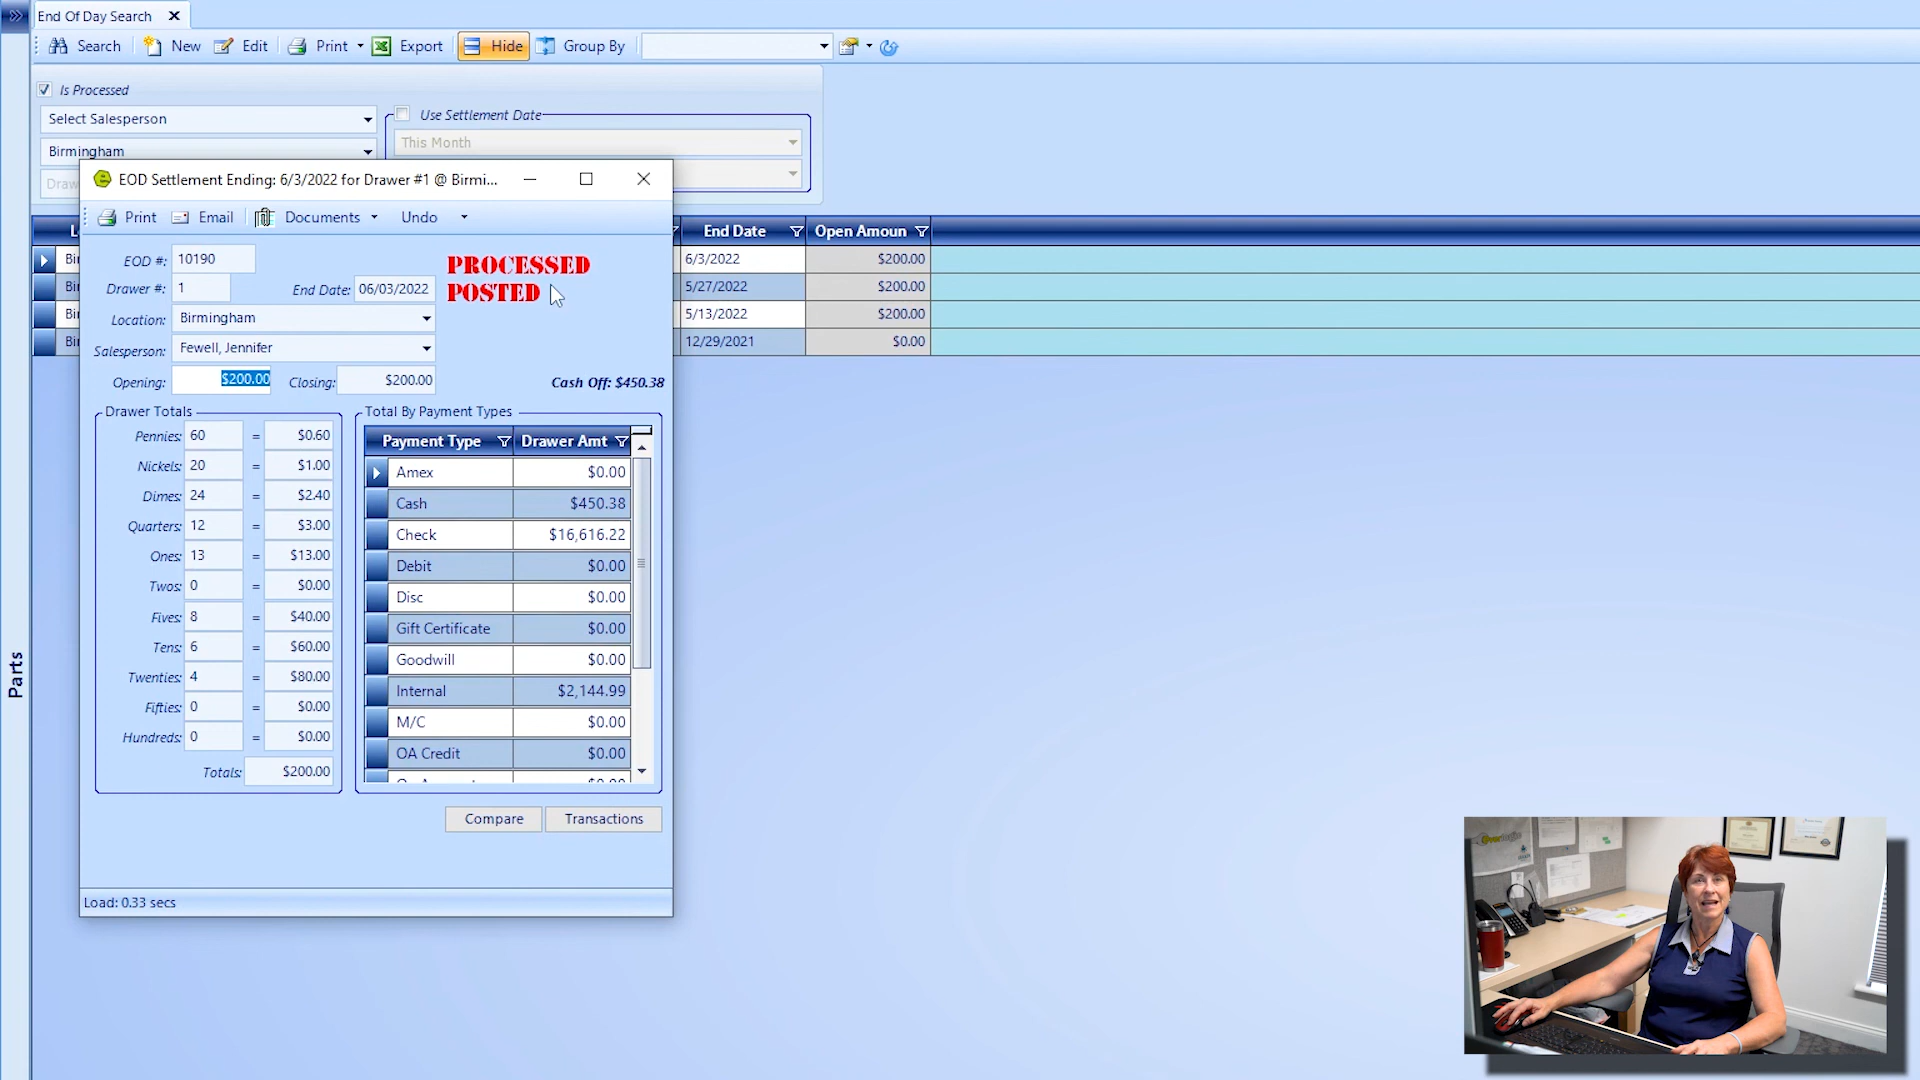 End Of Day Search
Search New Edit Print Export Hide Group By
Is Processed
Select Salesperson
Use Settlement Date
This Month
Birmingham
Draw
EOD Settlement Ending: 6/3/2022 for Drawer #1 @ Birmi...
Print Email Documents Undo
End Date Open Amoun
Bir 6/3/2022 $200.00
Bir 5/27/2022 $200.00
Bir 5/13/2022 $200.00
Bir 12/29/2021 $0.00
EOD #: 10190
PROCESSED
Drawer #: 1 End Date: 06/03/2022
POSTED
Location: Birmingham
Salesperson: Fewell, Jennifer
Opening: $200.00 Closing: $200.00 Cash Off: $450.38
Drawer Totals
Pennies: 60 = $0.60
Nickels: 20 = $1.00
Dimes: 24 = $2.40
Quarters: 12 = $3.00
Ones: 13 = $13.00
Twos: 0 = $0.00
Fives: 8 = $40.00
Tens: 6 = $60.00
Twenties: 4 = $80.00
Fifties: 0 = $0.00
Hundreds: 0 = $0.00
Totals: $200.00
Total By Payment Types
Payment Type Drawer Amt
Amex $0.00
Cash $450.38
Check $16,616.22
Debit $0.00
Disc $0.00
Gift Certificate $0.00
Goodwill $0.00
Internal $2,144.99
M/C $0.00
OA Credit $0.00
Compare Transactions
Load: 0.33 secs
Parts